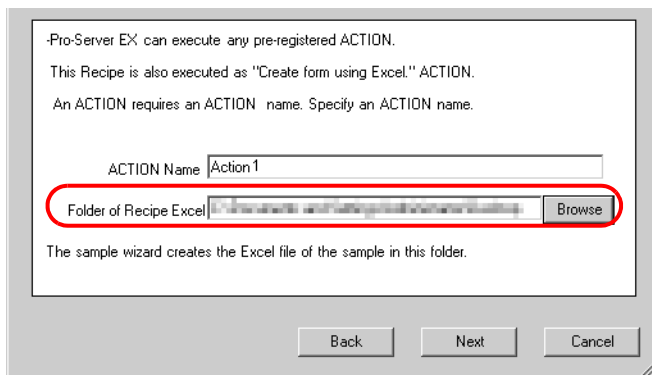 -Pro-Server EX can execute any pre-registered ACTION.
This Recipe is also executed as "Create form using Excel." ACTION.
An ACTION requires an ACTION name. Specify an ACTION name.
ACTION Name Action1
Folder of Recipe Excel Browse
The sample wizard creates the Excel file of the sample in this folder.
Back Next Cancel